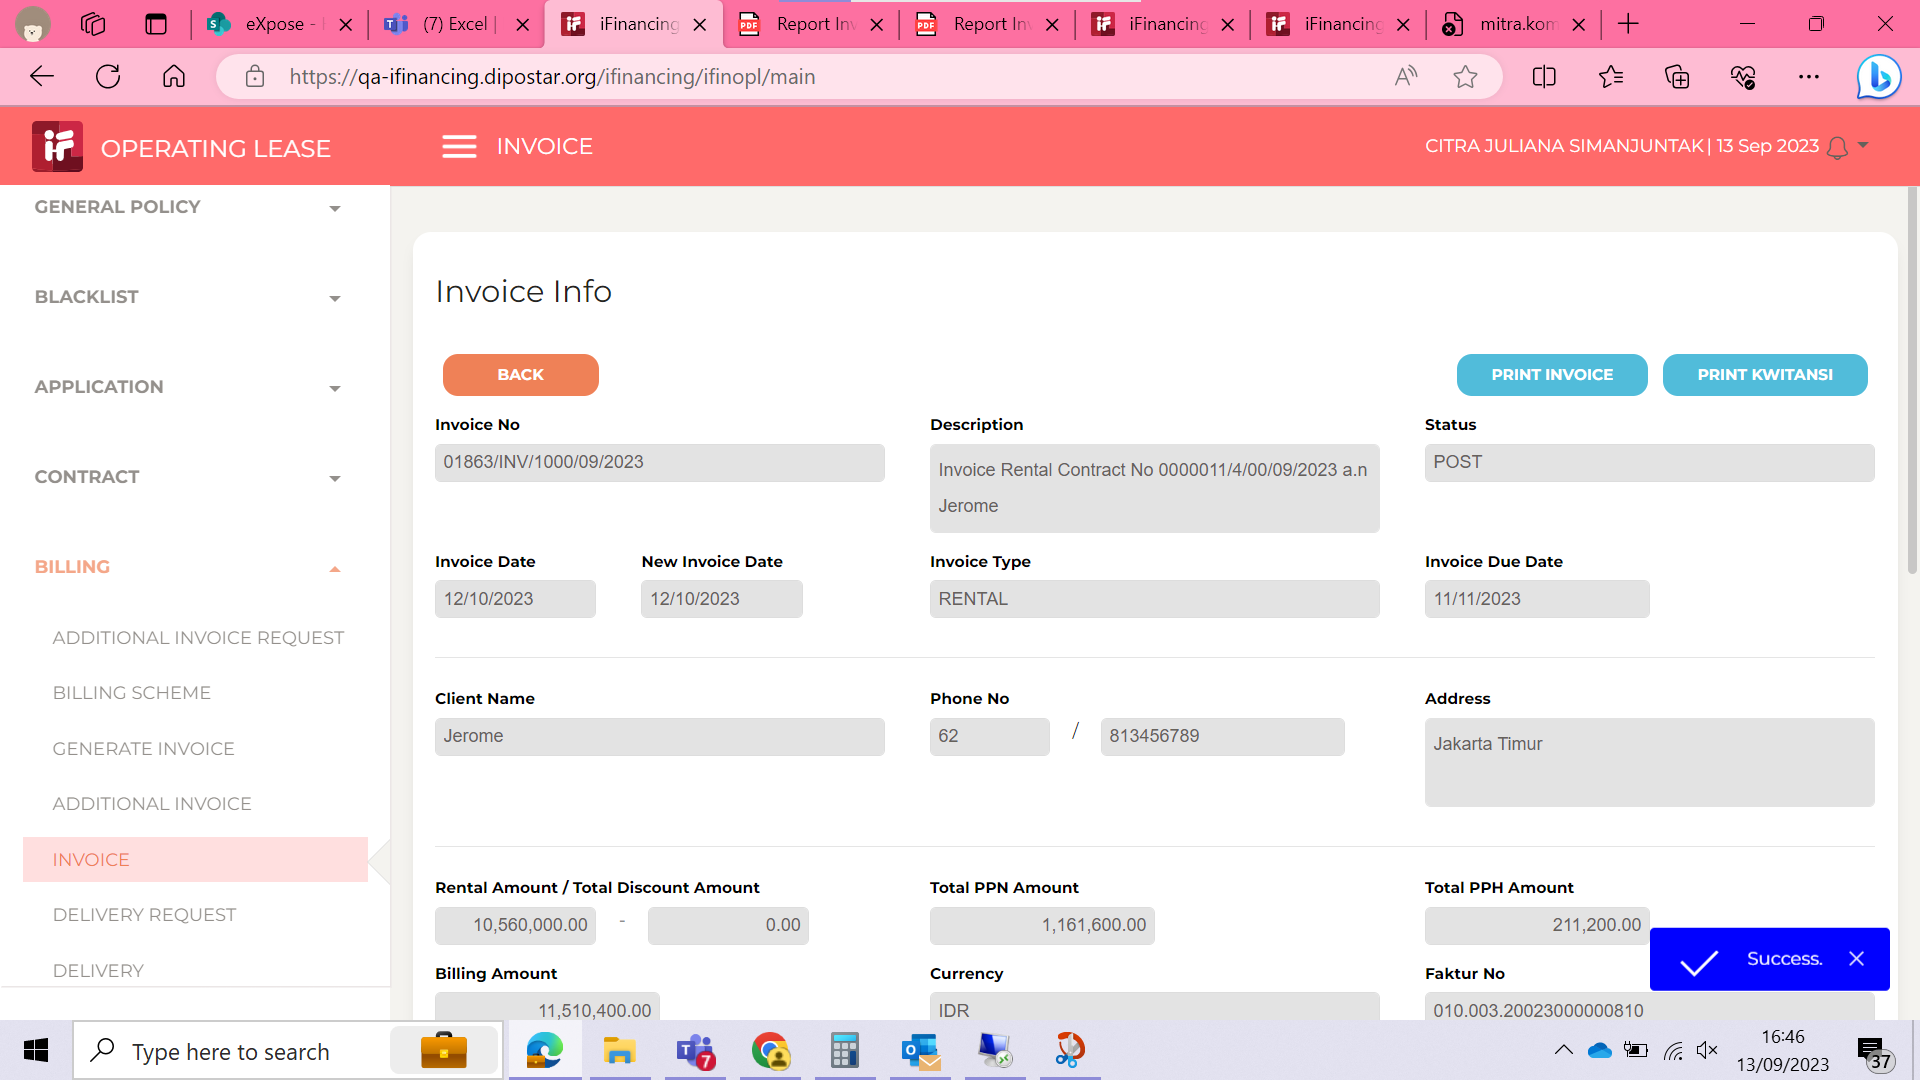 eXpose -
(7) Excel |
iFinancing
Report Inv
Report Inv
iFinancing
iFinancing
mitra.kom
https://qa-ifinancing.dipostar.org/ifinancing/ifinopl/main
OPERATING LEASE
INVOICE
CITRA JULIANA SIMANJUNTAK | 13 Sep 2023
GENERAL POLICY
BLACKLIST
APPLICATION
CONTRACT
BILLING
ADDITIONAL INVOICE REQUEST
BILLING SCHEME
GENERATE INVOICE
ADDITIONAL INVOICE
INVOICE
DELIVERY REQUEST
DELIVERY
Invoice Info
BACK
PRINT INVOICE
PRINT KWITANSI
Invoice No
Description
Status
01863/INV/1000/09/2023
Invoice Rental Contract No 0000011/4/00/09/2023 a.n
Jerome
POST
Invoice Date
New Invoice Date
Invoice Type
Invoice Due Date
12/10/2023
12/10/2023
RENTAL
11/11/2023
Client Name
Phone No
Address
Jerome
62
/
813456789
Jakarta Timur
Rental Amount / Total Discount Amount
Total PPN Amount
Total PPH Amount
10,560,000.00
-
0.00
1,161,600.00
211,200.00
Success.
Billing Amount
Currency
Faktur No
11,510,400.00
IDR
010.003.20023000000810
Type here to search
7
16:46
13/09/2023
37